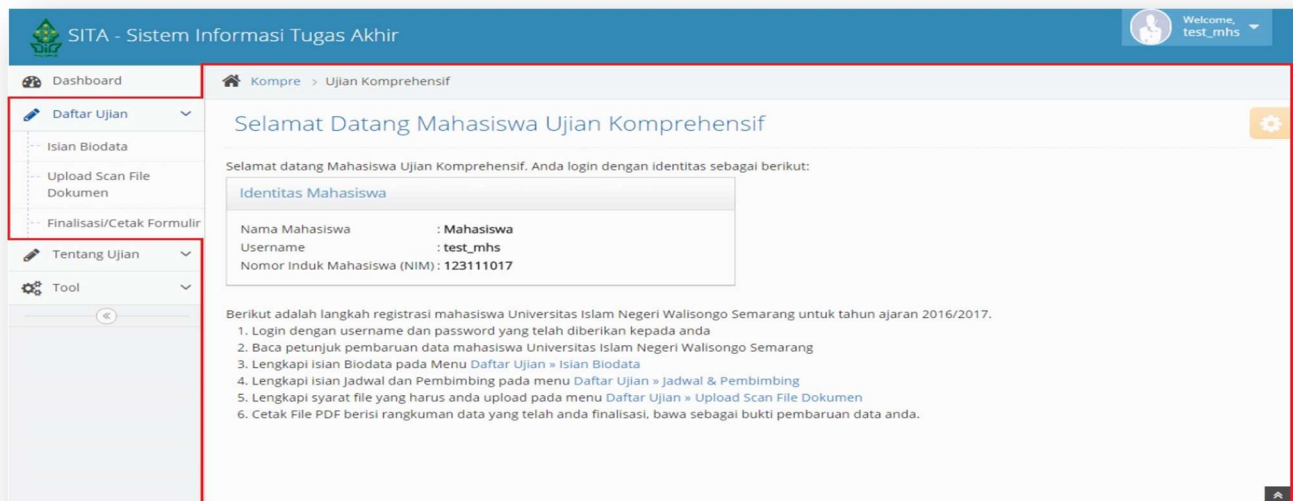 SITA - Sistem Informasi Tugas Akhir
Welcome,
test_mhs
Dashboard
Daftar Ujian
Isian Biodata
Upload Scan File
Dokumen
Finalisasi/Cetak Formulir
Tentang Ujian
Tool
Kompre > Ujian Komprehensif
Selamat Datang Mahasiswa Ujian Komprehensif
Selamat datang Mahasiswa Ujian Komprehensif. Anda login dengan identitas sebagai berikut:
Identitas Mahasiswa
Nama Mahasiswa : Mahasiswa
Username : test_mhs
Nomor Induk Mahasiswa (NIM) : 123111017
Berikut adalah langkah registrasi mahasiswa Universitas Islam Negeri Walisongo Semarang untuk tahun ajaran 2016/2017.
1. Login dengan username dan password yang telah diberikan kepada anda
2. Baca petunjuk pembaruan data mahasiswa Universitas Islam Negeri Walisongo Semarang
3. Lengkapi isian Biodata pada Menu Daftar Ujian » Isian Biodata
4. Lengkapi isian Jadwal dan Pembimbing pada menu Daftar Ujian » Jadwal & Pembimbing
5. Lengkapi syarat file yang harus anda upload pada menu Daftar Ujian » Upload Scan File Dokumen
6. Cetak File PDF berisi rangkuman data yang telah anda finalisasi, bawa sebagai bukti pembaruan data anda.